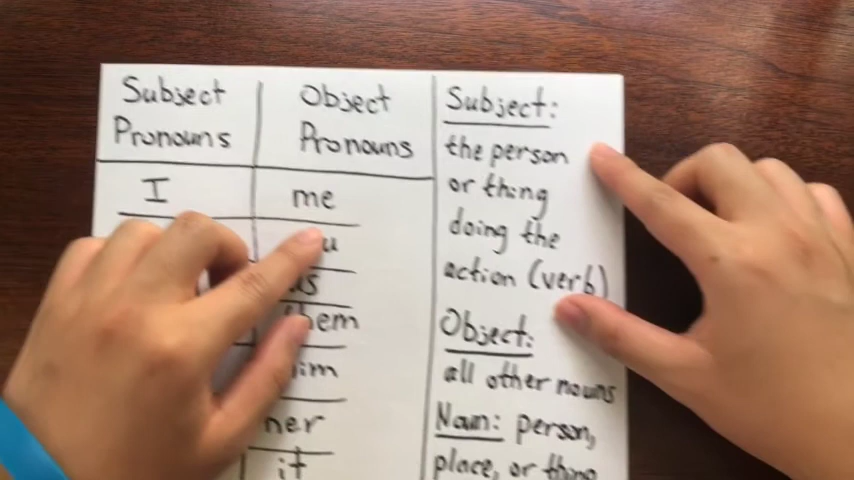 Subject
Pronouns
Object
Pronouns
I
me
it
Subject:
the person
or thing
doing the
action (verb)
Object:
all other nouns
Noun: person,
place, or thing